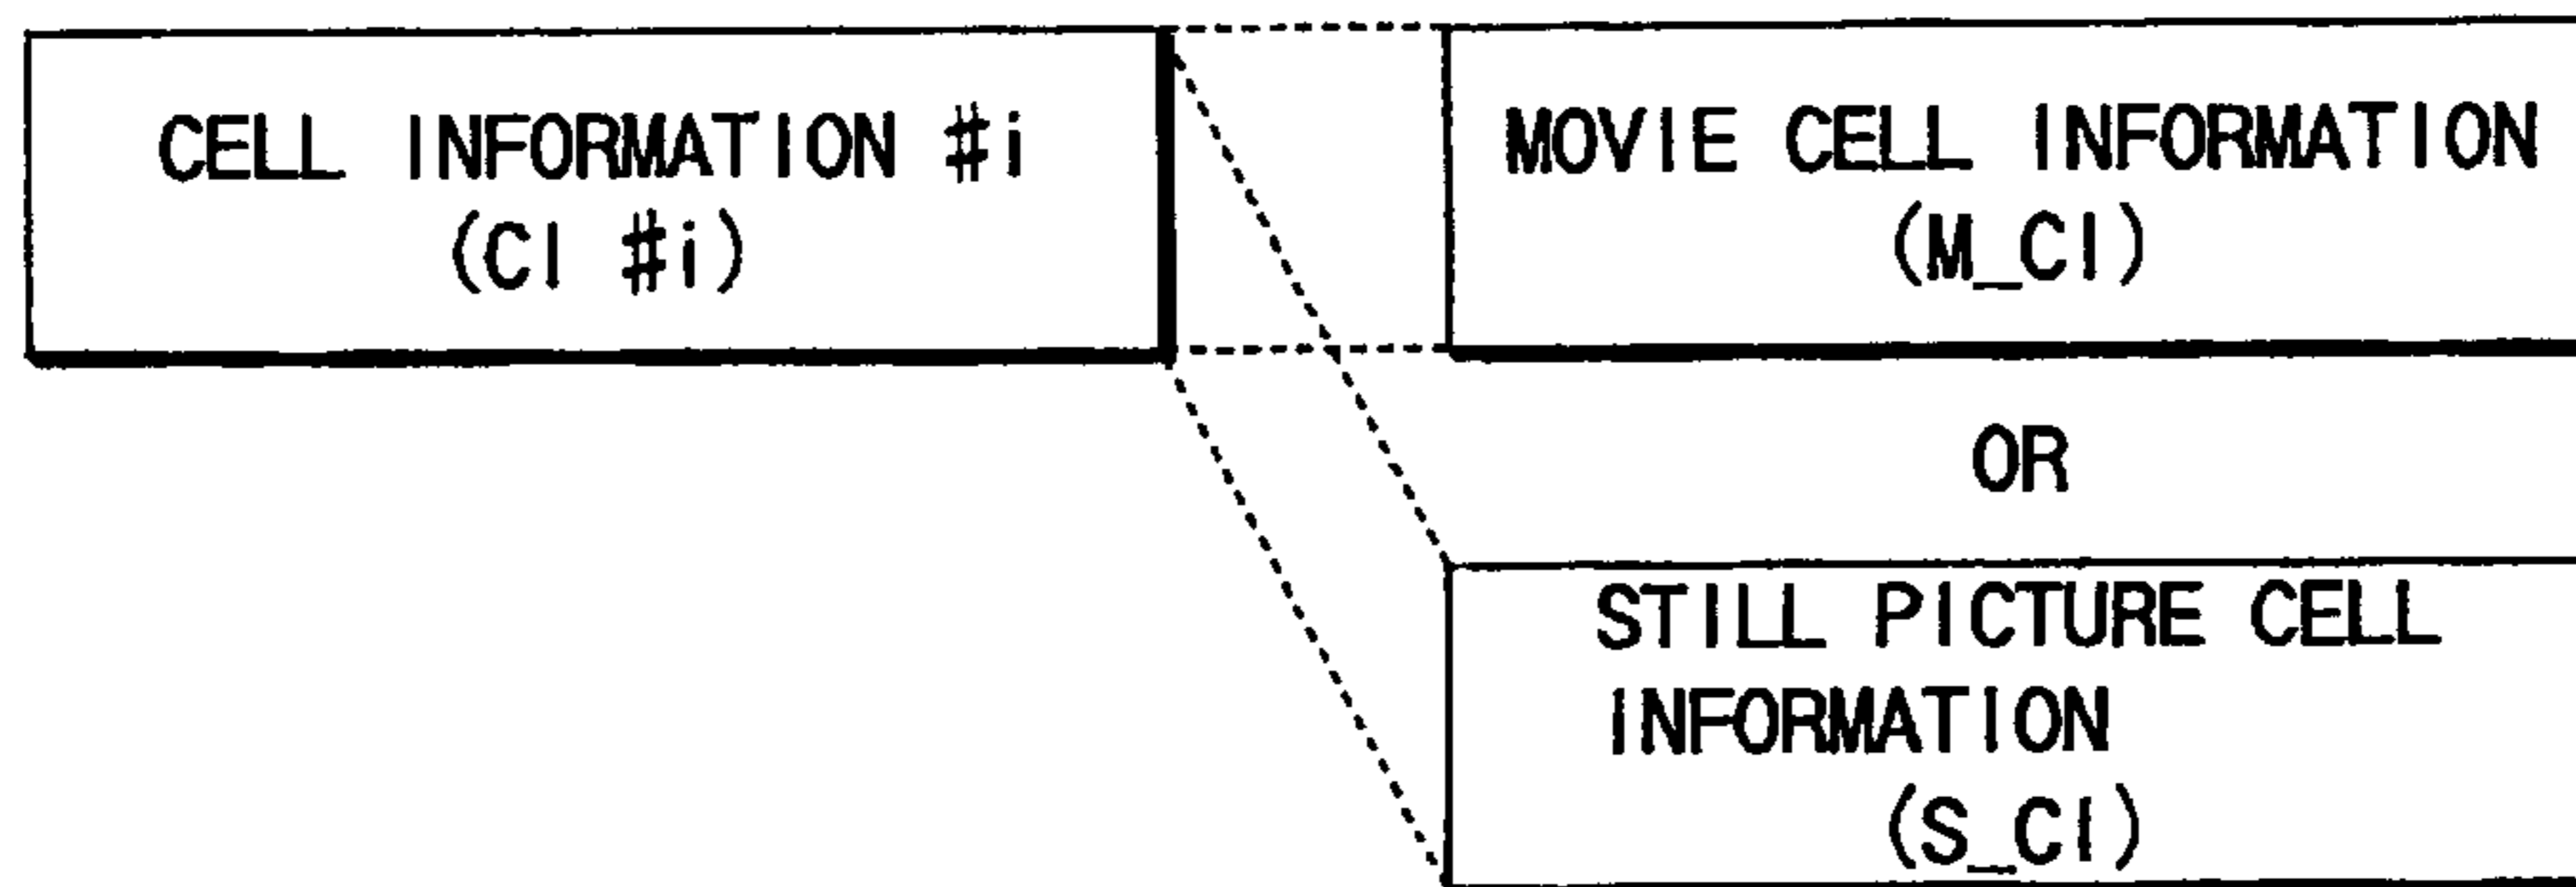 CELL INFORMATION #i
(CI #i)
MOVIE CELL INFORMATION
(M_CI)
OR
STILL PICTURE CELL
INFORMATION
(S_CI)